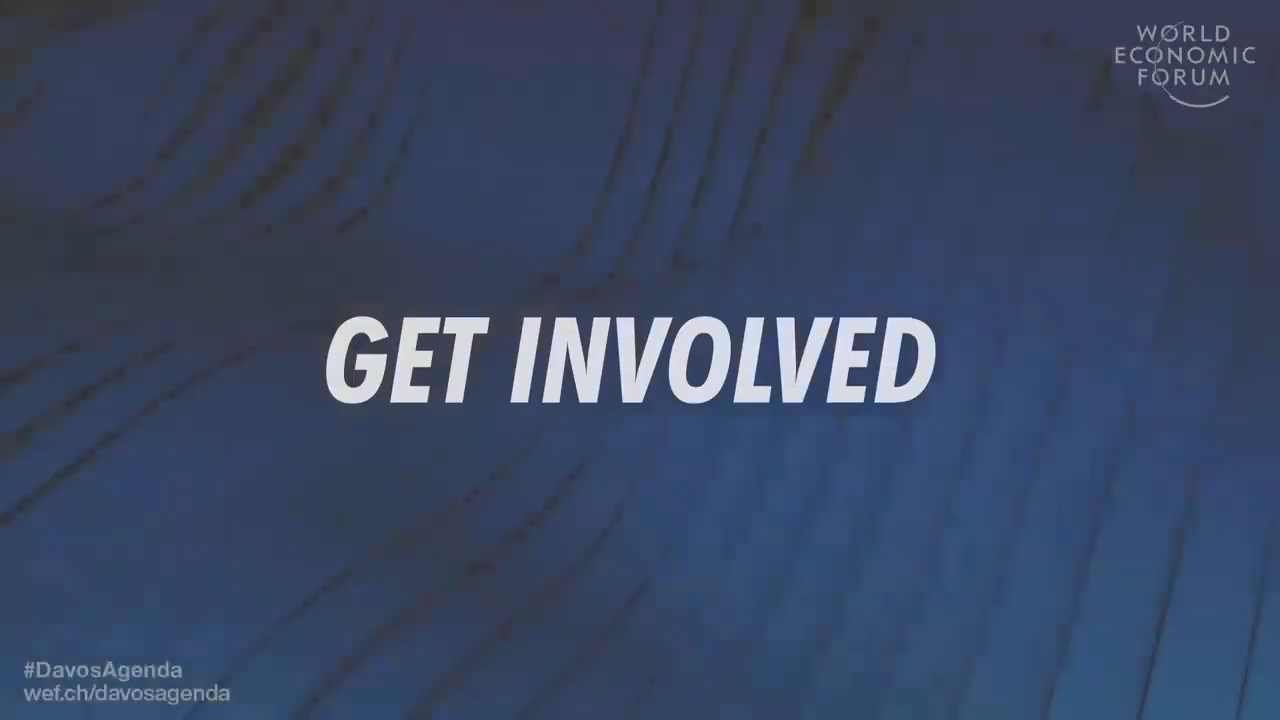 WORLD
ECONOMIC
FORUM
GET INVOLVED
#DavosAgenda
wef.ch/davosagenda